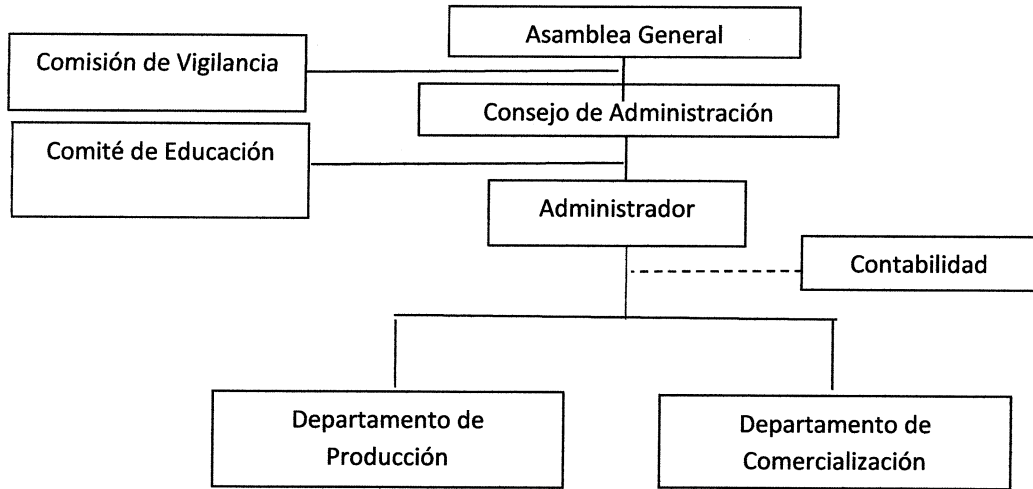 Asamblea General
Comisión de Vigilancia
Consejo de Administración
Comité de Educación
Administrador
Contabilidad
Departamento de
Producción
Departamento de
Comercialización